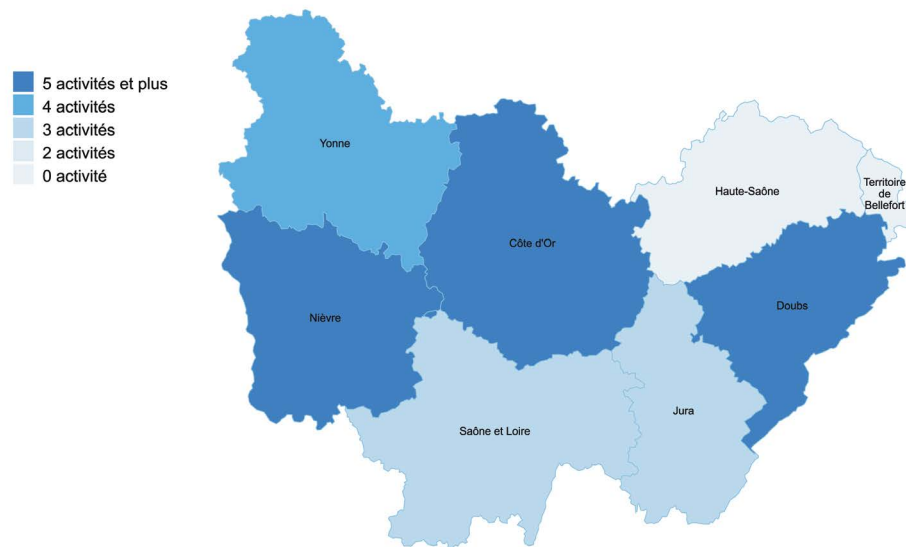 5 activités et plus
4 activités
3 activités
2 activités
0 activité
Yonne
Haute-Saône
Territoire
de
Bellefort
Côte d'Or
Nièvre
Doubs
Saône et Loire
Jura